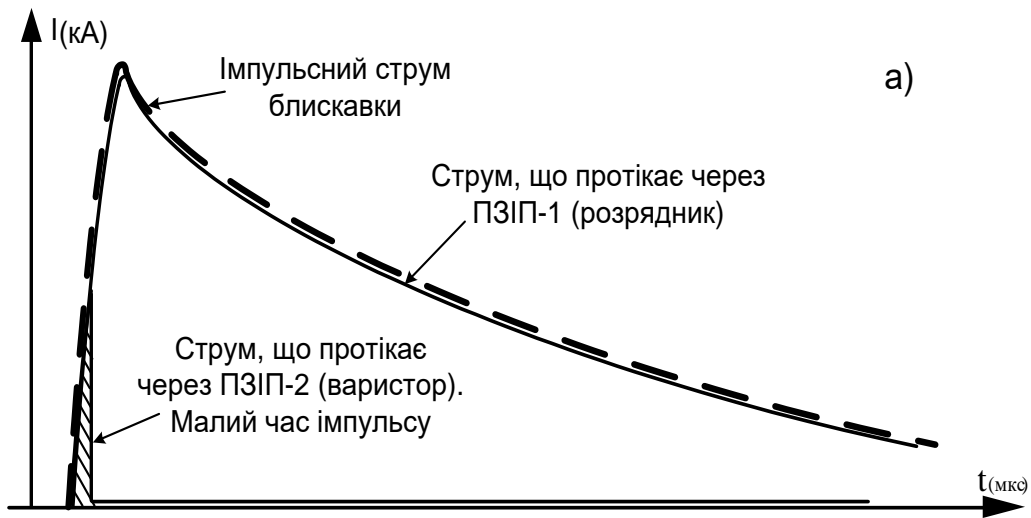 I(кА)
Імпульсний струм
блискавки
а)
Струм, що протікає через
ПЗІП-1 (розрядник)
Струм, що протікає
через ПЗІП-2 (варистор).
Малий час імпульсу
t(мкс)